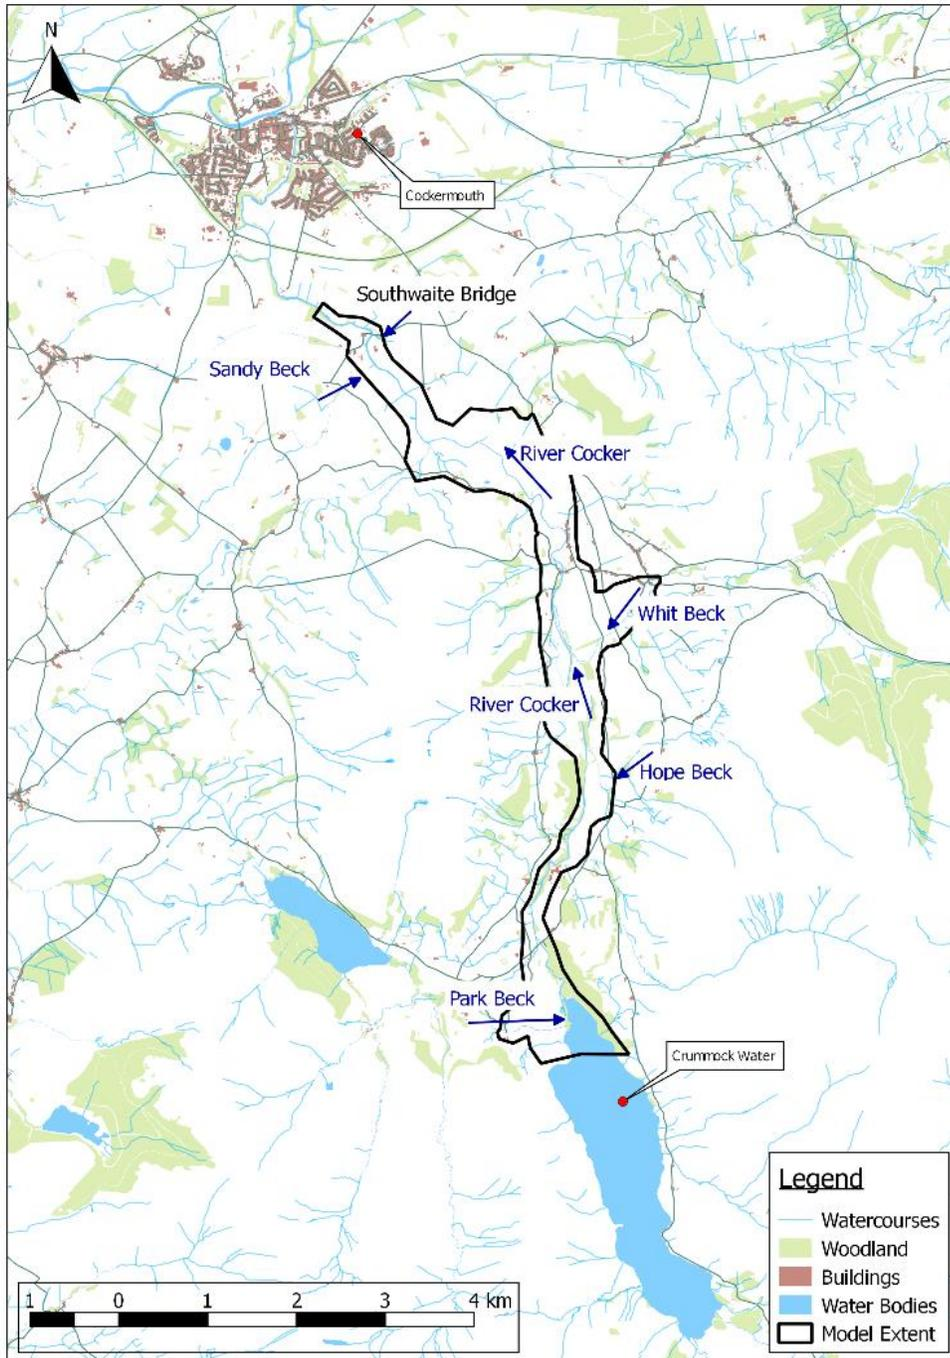 N
Cockermouth
Southwaite Bridge
Sandy Beck
River Cocker
Whit Beck
River Cocker
Hope Beck
Park Beck
Crummock Water
Legend
Watercourses
Woodland
Buildings
Water Bodies
Model Extent
1 0 1 2 3 4 km